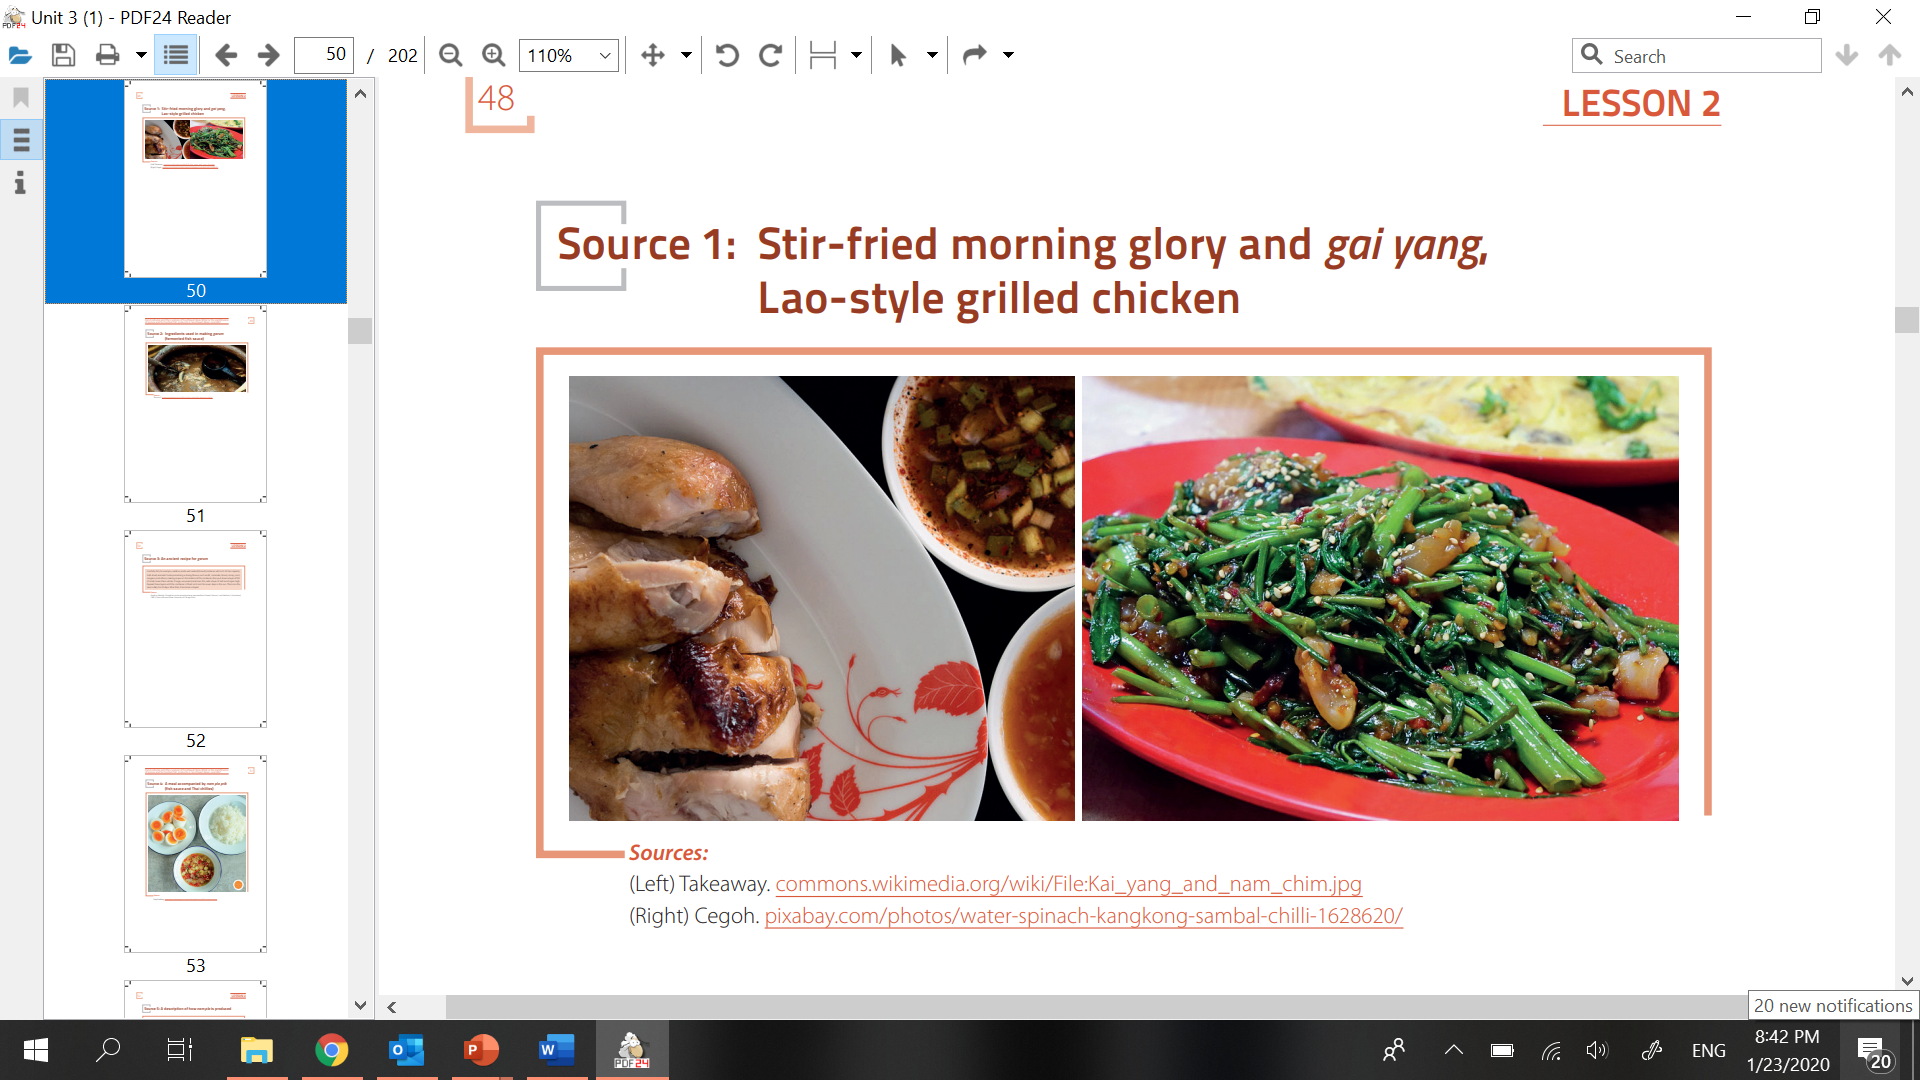 Unit 3 (1) - PDF24 Reader
50 / 202
110%
Search
48
LESSON 2
Source 1: Stir-fried morning glory and gai yang,
Lao-style grilled chicken
Sources:
(Left) Takeaway. commons.wikimedia.org/wiki/File:Kai_yang_and_nam_chim.jpg
(Right) Cegoh. pixabay.com/photos/water-spinach-kangkong-sambal-chilli-1628620/
50
51
52
53
20 new notifications
ENG
8:42 PM
1/23/2020
20
PDF24